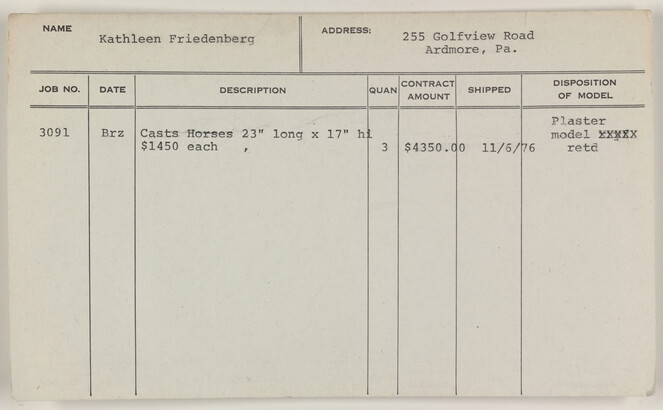 NAME
Kathleen Friedenberg
ADDRESS:
255 Golfview Road
Ardmore, Pa.
JOB NO. DATE DESCRIPTION QUAN CONTRACT AMOUNT SHIPPED DISPOSITION OF MODEL
Plaster
3091 Brz Casts Horses 23" long x 17" hi model
$1450 each , 3 $4350.00 11/6/76 retd